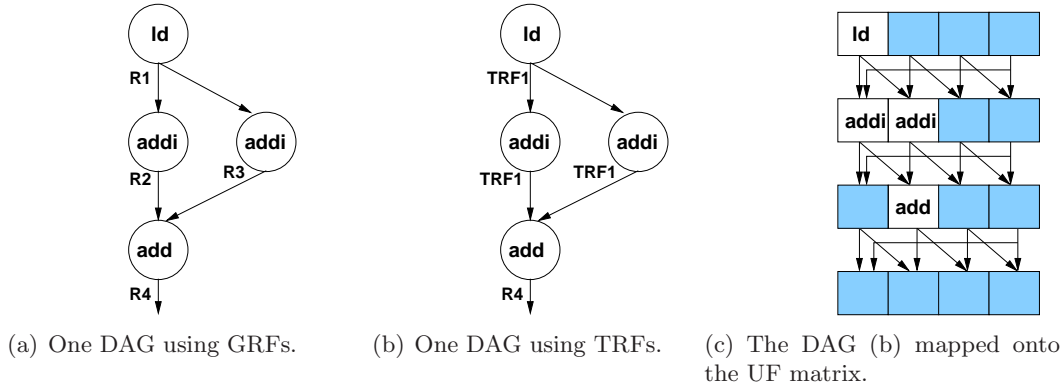 ld
R1
addi
addi
R2
R3
add
R4
(a) One DAG using GRFs.
ld
TRF1
addi
addi
TRF1
TRF1
add
R4
(b) One DAG using TRFs.
ld
addi addi
add
(c) The DAG (b) mapped onto
the UF matrix.